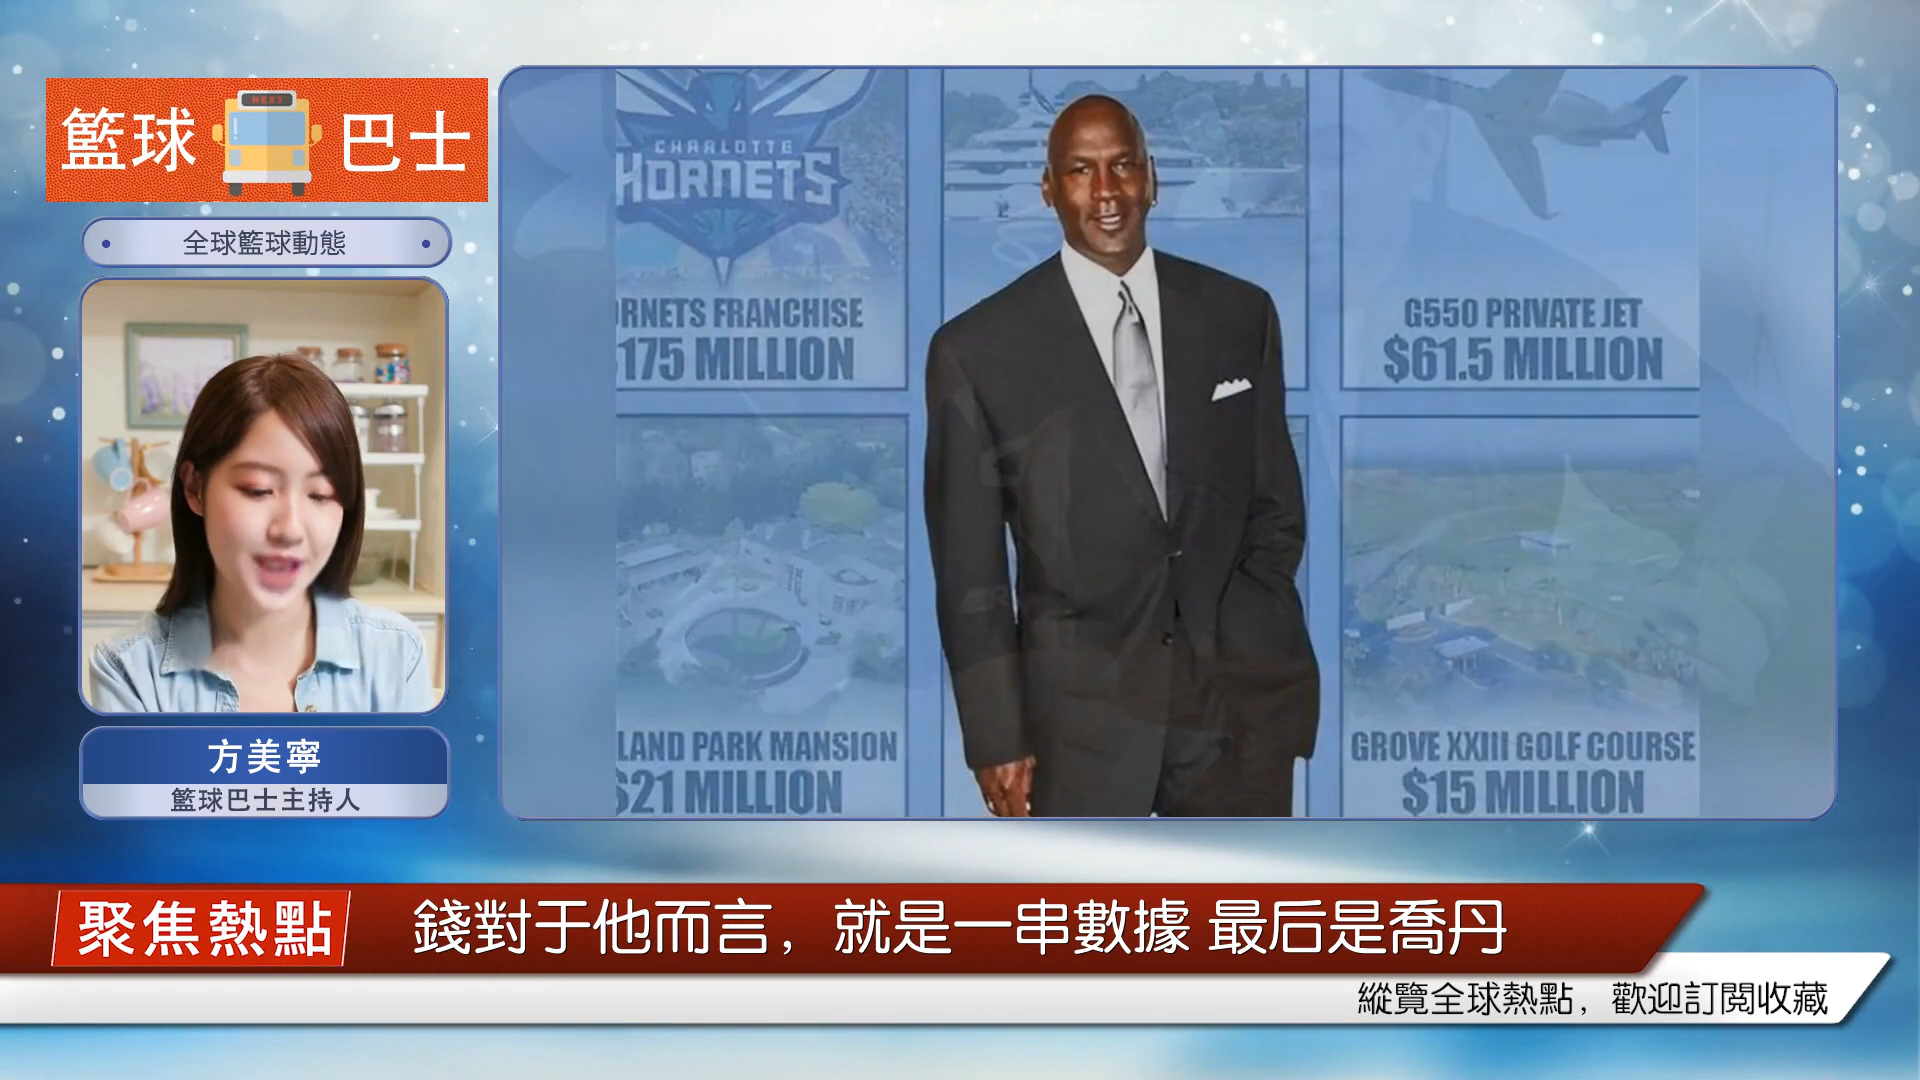 籃球 NEXT 巴士
全球籃球動態
方美寧
籃球巴士主持人
CHARLOTTE
HORNETS
RNETS FRANCHISE
175 MILLION
G550 PRIVATE JET
$61.5 MILLION
LAND PARK MANSION
$21 MILLION
GROVE XXIII GOLF COURSE
$15 MILLION
聚焦熱點
錢對于他而言，就是一串數據 最后是喬丹
縱覽全球熱點，歡迎訂閱收藏